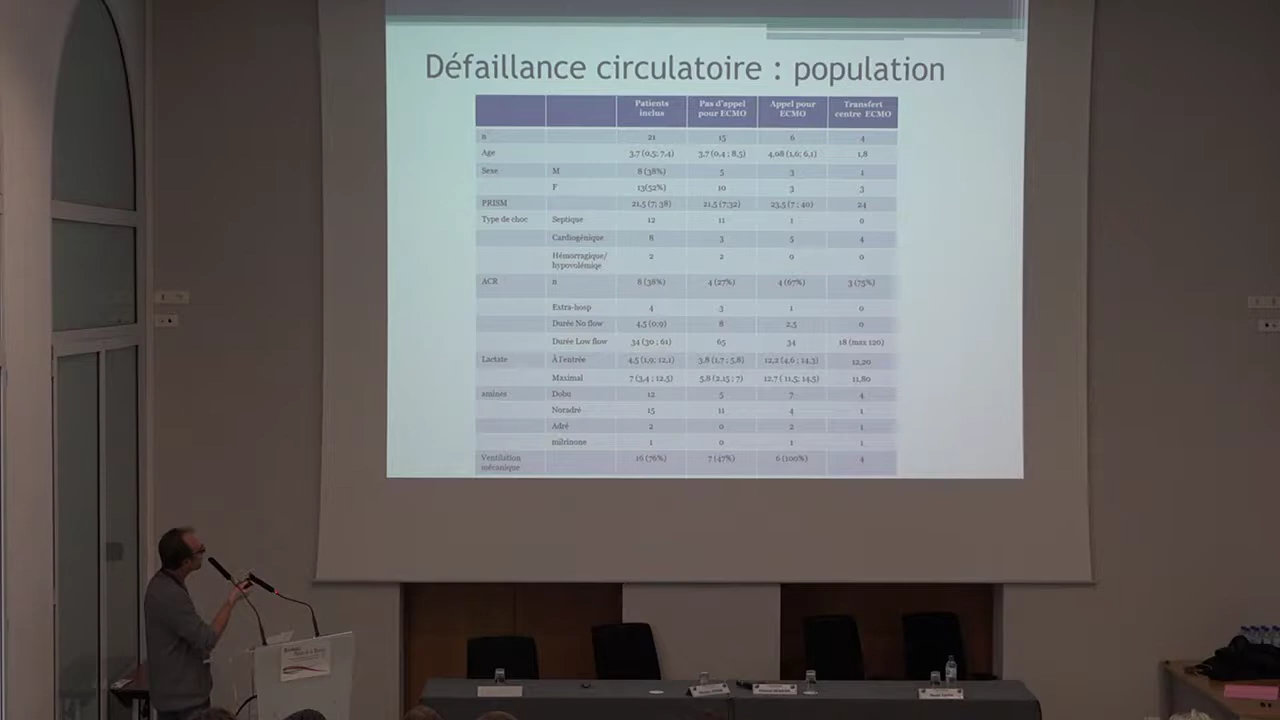 Défaillance circulatoire : population
Patients inclus | Pas d'appel pour ECMO | Appel pour ECMO | Transfert centre ECMO
n | 21 | 15 | 6 | 4
Age | 3,7 (0,5; 7,4) | 3,7 (0,4 ; 8,5) | 4,08 (1,6; 6,1) | 1,8
Sexe | M | 8 (38%) | 5 | 3 | 1
F | 13(52%) | 10 | 3 | 3
PRISM | 21,5 (7; 38) | 21,5 (7;32) | 23,5 (7 ; 40) | 24
Type de choc | Septique | 12 | 11 | 1 | 0
Cardiogénique | 8 | 3 | 5 | 4
Hémorragique/ hypovolémiqe | 2 | 2 | 0 | 0
ACR | n | 8 (38%) | 4 (27%) | 4 (67%) | 3 (75%)
Extra-hosp | 4 | 3 | 1 | 0
Durée No flow | 4,5 (0;9) | 8 | 2,5 | 0
Durée Low flow | 34 (30 ; 61) | 65 | 34 | 18 (max 120)
Lactate | À l'entrée | 4,5 (1,9; 12,1) | 3,8 (1,7 ; 5,8) | 12,2 (4,6 ; 14,3) | 12,20
Maximal | 7 (3,4 ; 12,5) | 5,8 (2,15 ; 7) | 12,7 ( 11,5; 14,5) | 11,80
amines | Dobu | 12 | 5 | 7 | 4
Noradré | 15 | 11 | 4 | 1
Adré | 2 | 0 | 2 | 1
milrinone | 1 | 0 | 1 | 1
Ventilation mécanique | 16 (76%) | 7 (47%) | 6 (100%) | 4